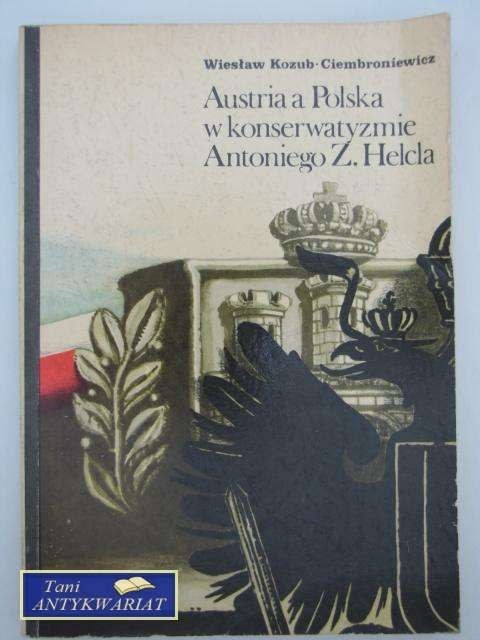 Wiesław Kozub-Ciembroniewicz
Austria a Polska
w konserwatyzmie
Antoniego Z. Helcla
Tani
ANTYKWARIAT